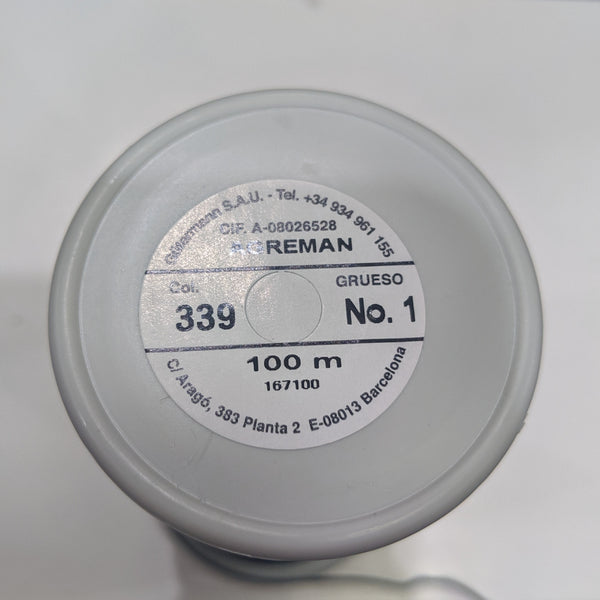 S.A.U. - Tel. +34 934 961 155
CIF. A-08026528
Col.
GRUESO
339
No. 1
100 m
167100
C/ Aragó, 383 Planta 2 E-08013 Barcelona